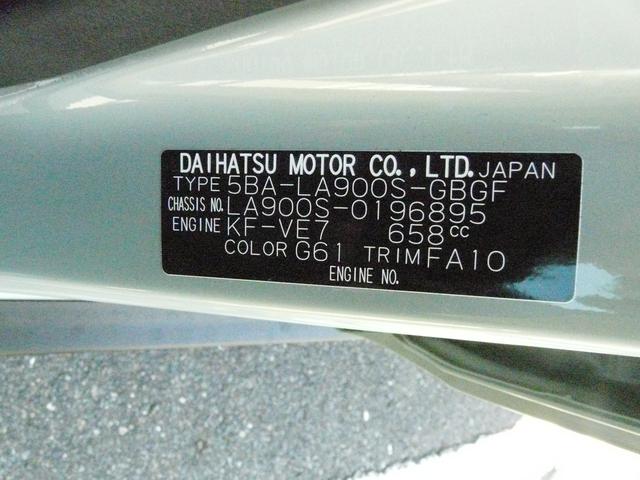 DAIHATSU MOTOR CO., LTD. JAPAN
TYPE 5BA-LA900S-GBGF
CHASSIS NO. LA900S-0196895
ENGINE KF-VE7 658cc
COLOR G61 TRIM FA10
ENGINE NO.